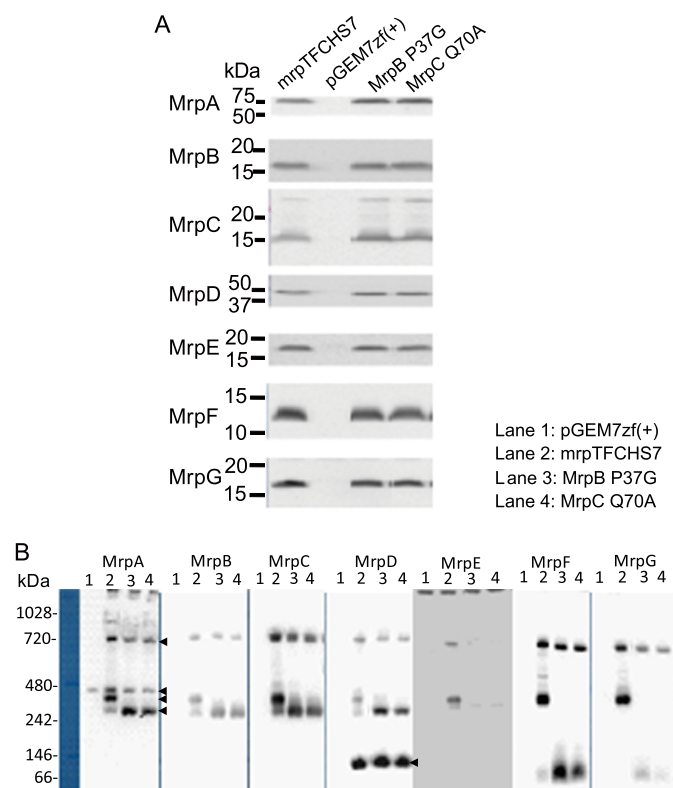 A
mrpTFCHS7 pGEM7zf(+) MrpB P37G MrpC Q70A
kDa
MrpA 75 50
MrpB 20 15
MrpC 20 15
MrpD 50 37
MrpE 20 15
MrpF 15 10
MrpG 20 15
Lane 1: pGEM7zf(+)
Lane 2: mrpTFCHS7
Lane 3: MrpB P37G
Lane 4: MrpC Q70A
B
MrpA MrpB MrpC MrpD MrpE MrpF MrpG
kDa 1 2 3 4 1 2 3 4 1 2 3 4 1 2 3 4 1 2 3 4 1 2 3 4 1 2 3 4
1028-
720-
480-
242-
146-
66-